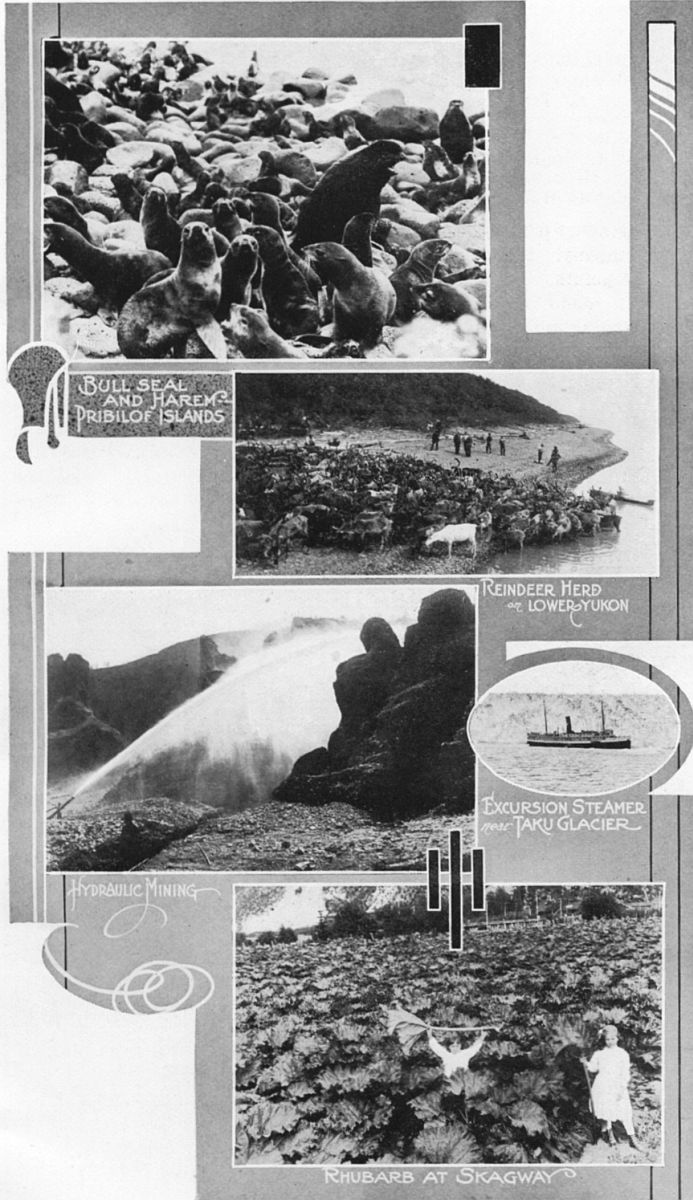 BULL SEAL
AND HAREM
PRIBILOF ISLANDS
REINDEER HERD
on LOWER YUKON
EXCURSION STEAMER
near TAKU GLACIER
HYDRAULIC MINING
RHUBARB AT SKAGWAY